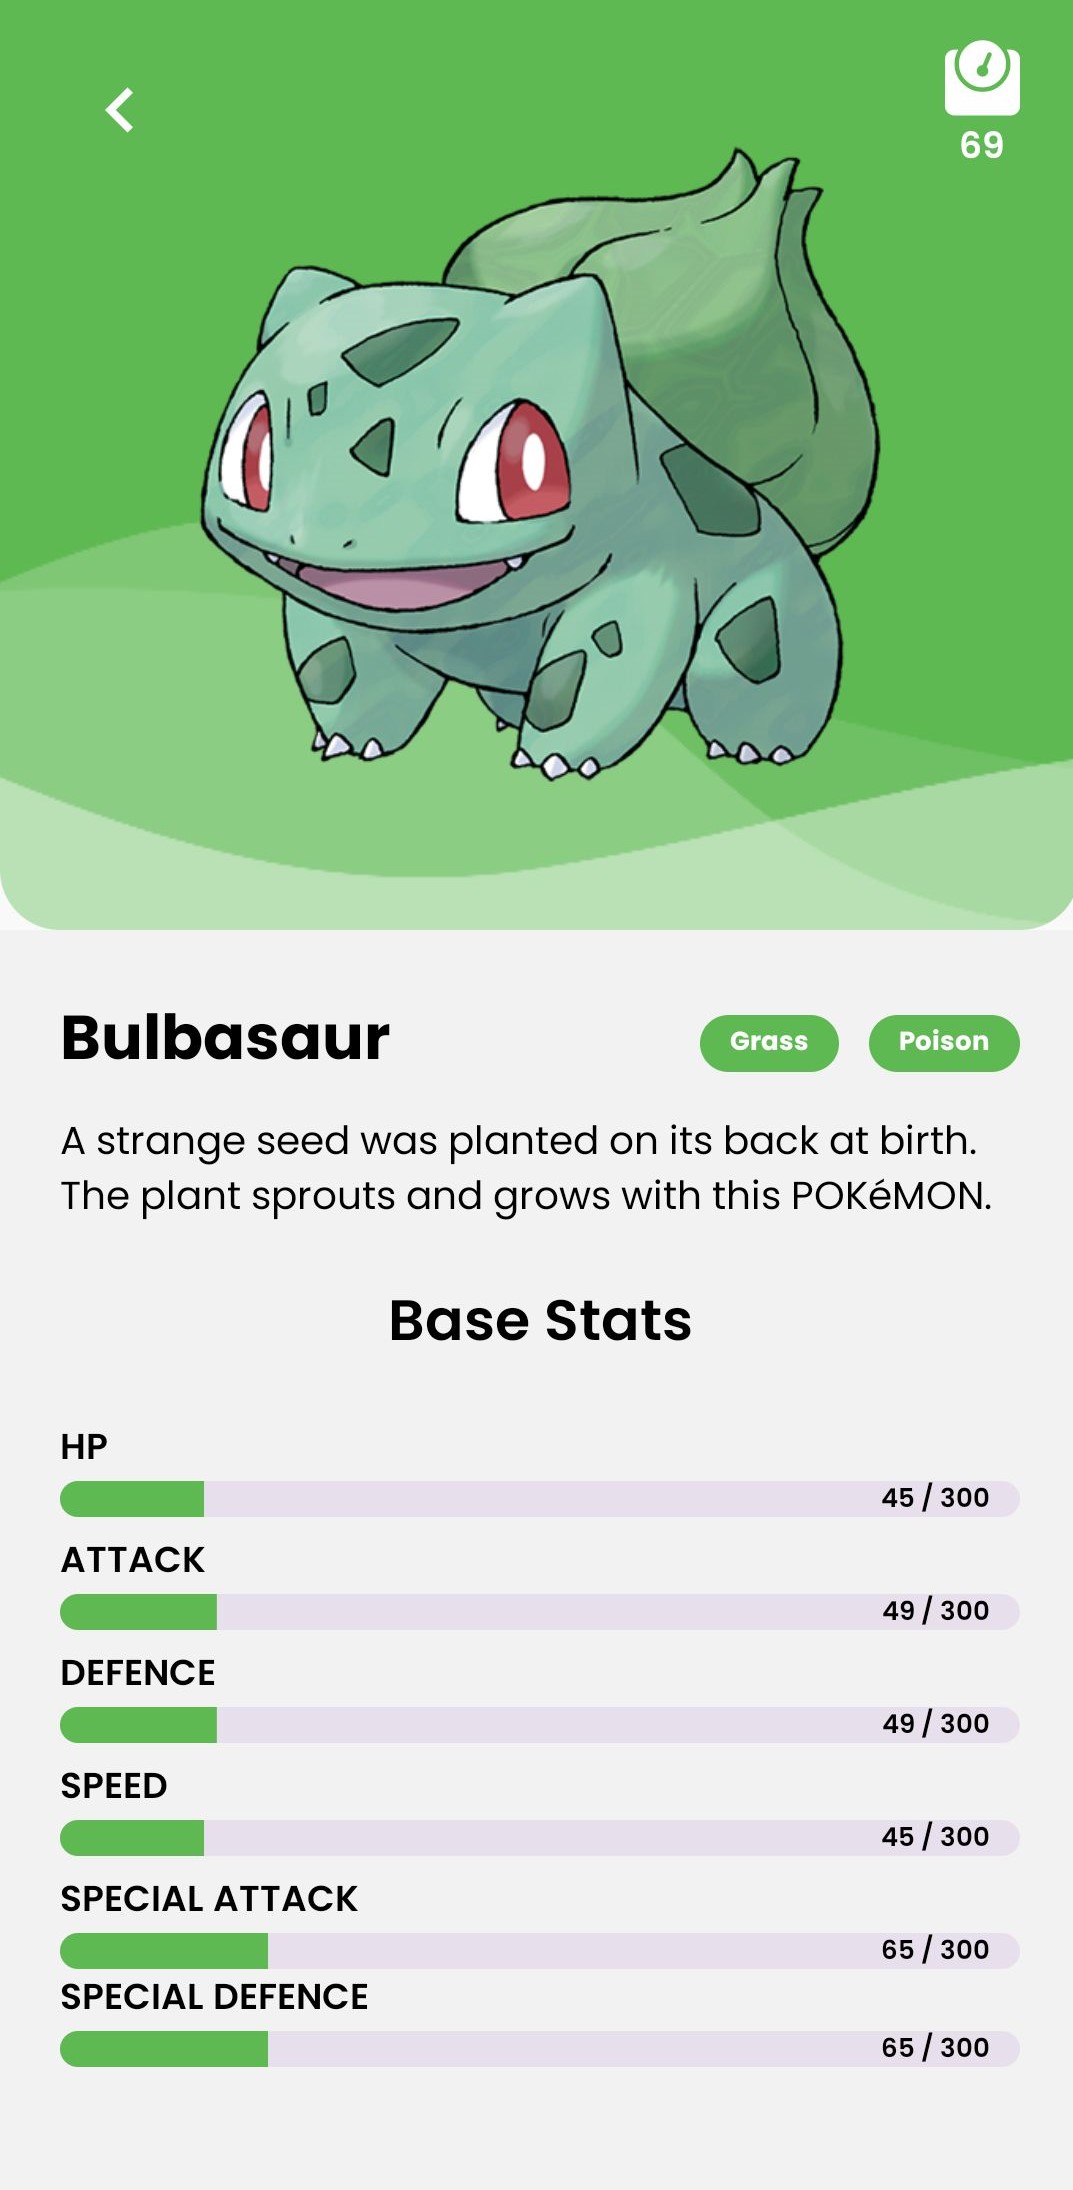 69
Bulbasaur
Grass
Poison
A strange seed was planted on its back at birth.
The plant sprouts and grows with this POKéMON.
Base Stats
HP
45 / 300
ATTACK
49 / 300
DEFENCE
49 / 300
SPEED
45 / 300
SPECIAL ATTACK
65 / 300
SPECIAL DEFENCE
65 / 300